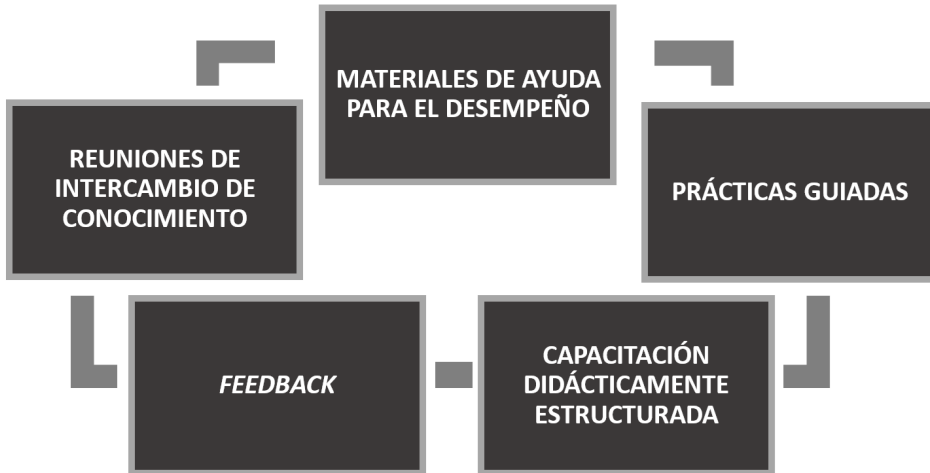 MATERIALES DE AYUDA
PARA EL DESEMPEÑO
REUNIONES DE
INTERCAMBIO DE
CONOCIMIENTO
PRÁCTICAS GUIADAS
FEEDBACK
CAPACITACIÓN
DIDÁCTICAMENTE
ESTRUCTURADA